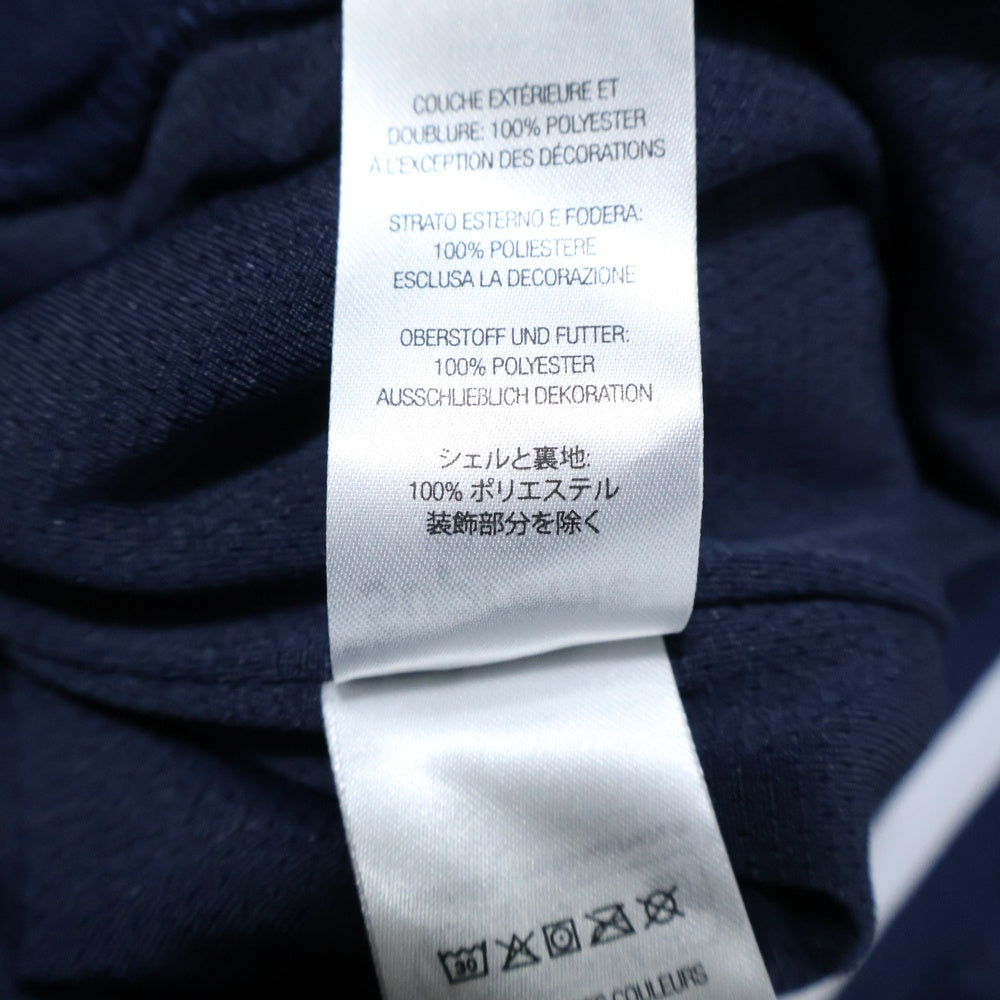 COUCHE EXTÉRIEURE ET
DOUBLURE: 100% POLYESTER
À L'EXCEPTION DES DÉCORATIONS
STRATO ESTERNO E FODERA:
100% POLIESTERE
ESCLUSA LA DECORAZIONE
OBERSTOFF UND FUTTER:
100% POLYESTER
AUSSCHLIEBLICH DEKORATION
シェルと裏地:
100% ポリエステル
装飾部分を除く
30
COULEURS